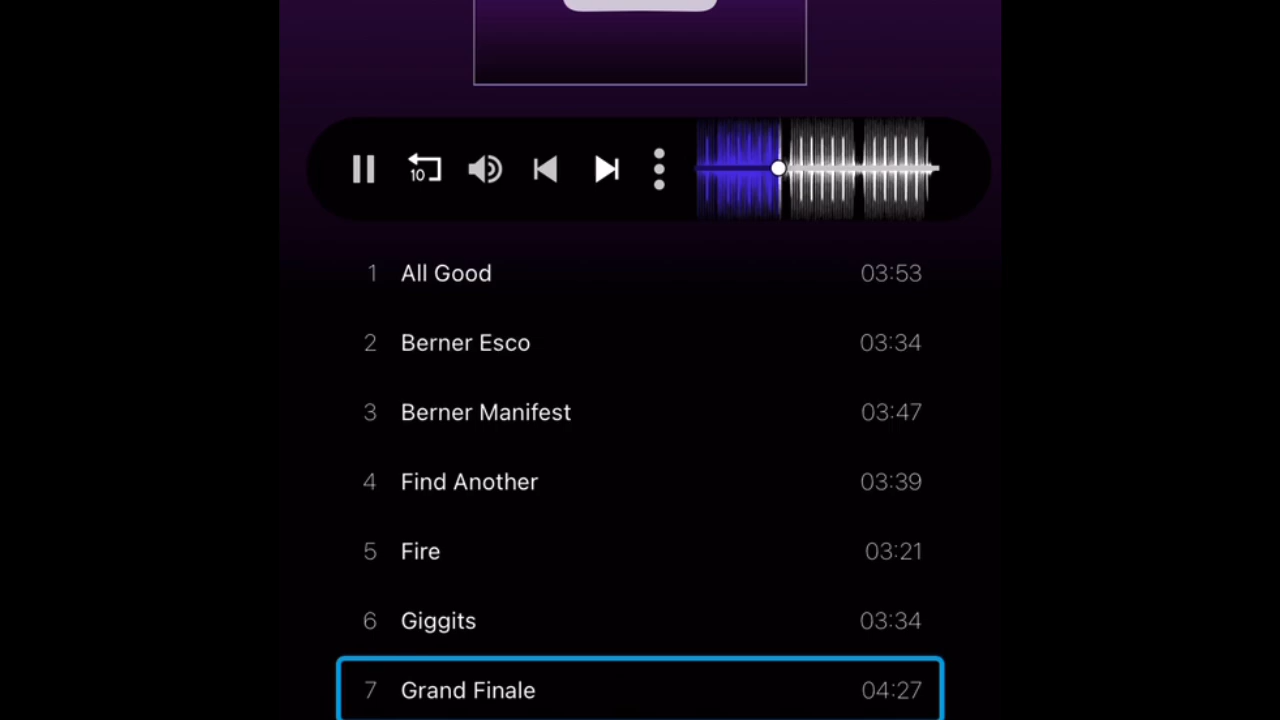 10
1 All Good 03:53
2 Berner Esco 03:34
3 Berner Manifest 03:47
4 Find Another 03:39
5 Fire 03:21
6 Giggits 03:34
7 Grand Finale 04:27